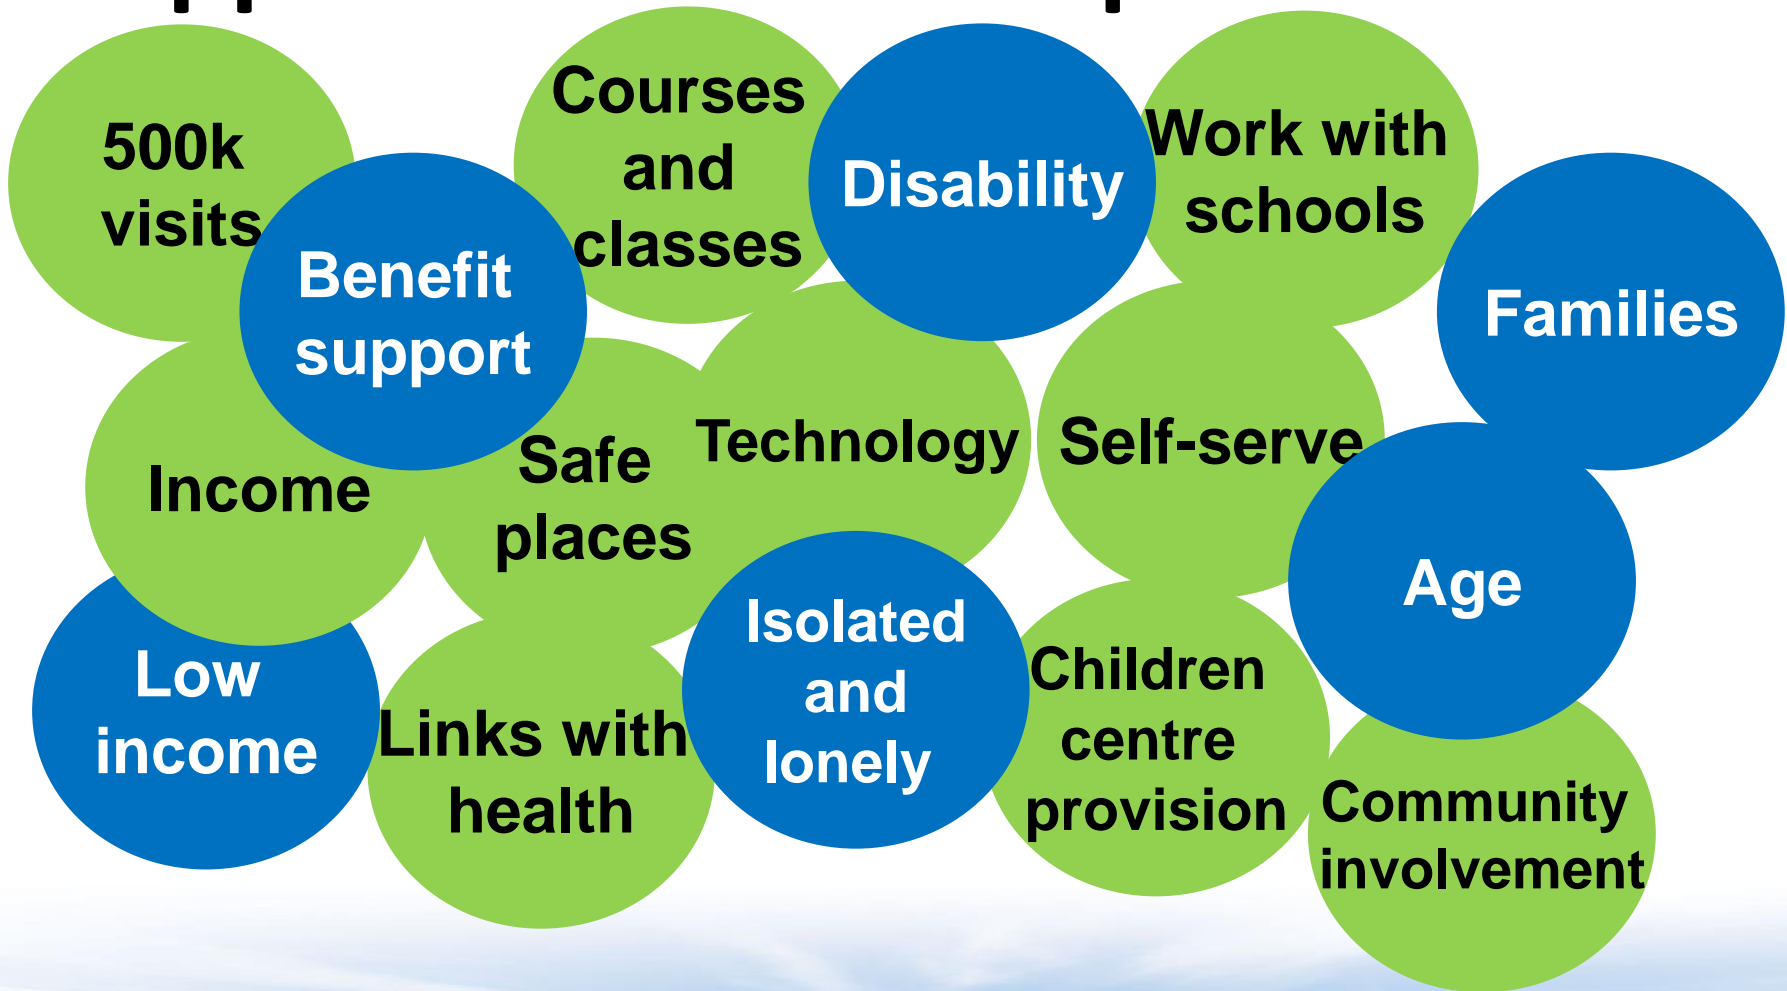 500k
visits
Benefit
support
Courses
and
classes
Disability
Work with
schools
Families
Income
Safe
places
Technology
Self-serve
Age
Low
income
Links with
health
Isolated
and
lonely
Children
centre
provision
Community
involvement